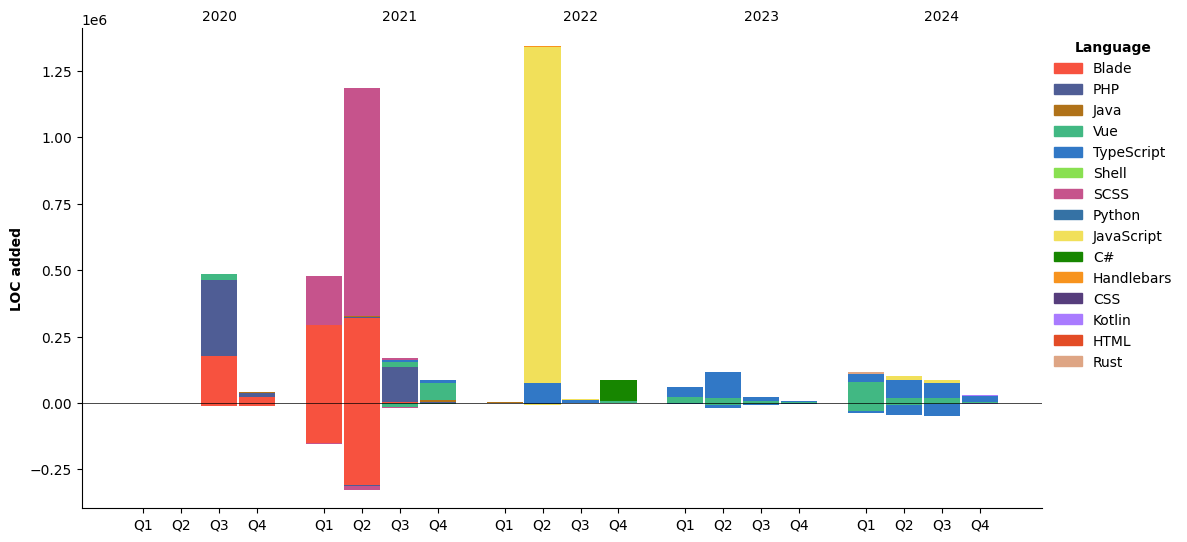 2020 2021 2022 2023 2024
1e6
1.25
1.00
0.75
0.50
0.25
0.00
−0.25
LOC added
Q1 Q2 Q3 Q4 Q1 Q2 Q3 Q4 Q1 Q2 Q3 Q4 Q1 Q2 Q3 Q4 Q1 Q2 Q3 Q4
Language
Blade
PHP
Java
Vue
TypeScript
Shell
SCSS
Python
JavaScript
C#
Handlebars
CSS
Kotlin
HTML
Rust